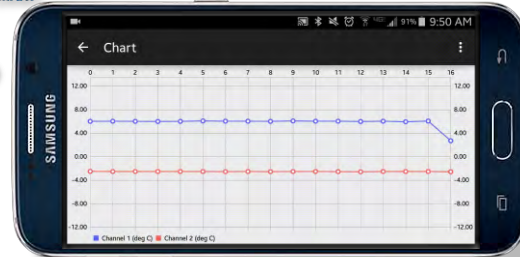 91% 9:50 AM
Chart
0 1 2 3 4 5 6 7 8 9 10 11 12 13 14 15 16
12.00 12.00
8.00 8.00
4.00 4.00
0.00 0.00
-4.00 -4.00
-8.00 -8.00
-12.00 -12.00
Channel 1 (deg C) Channel 2 (deg C)
SAMSUNG